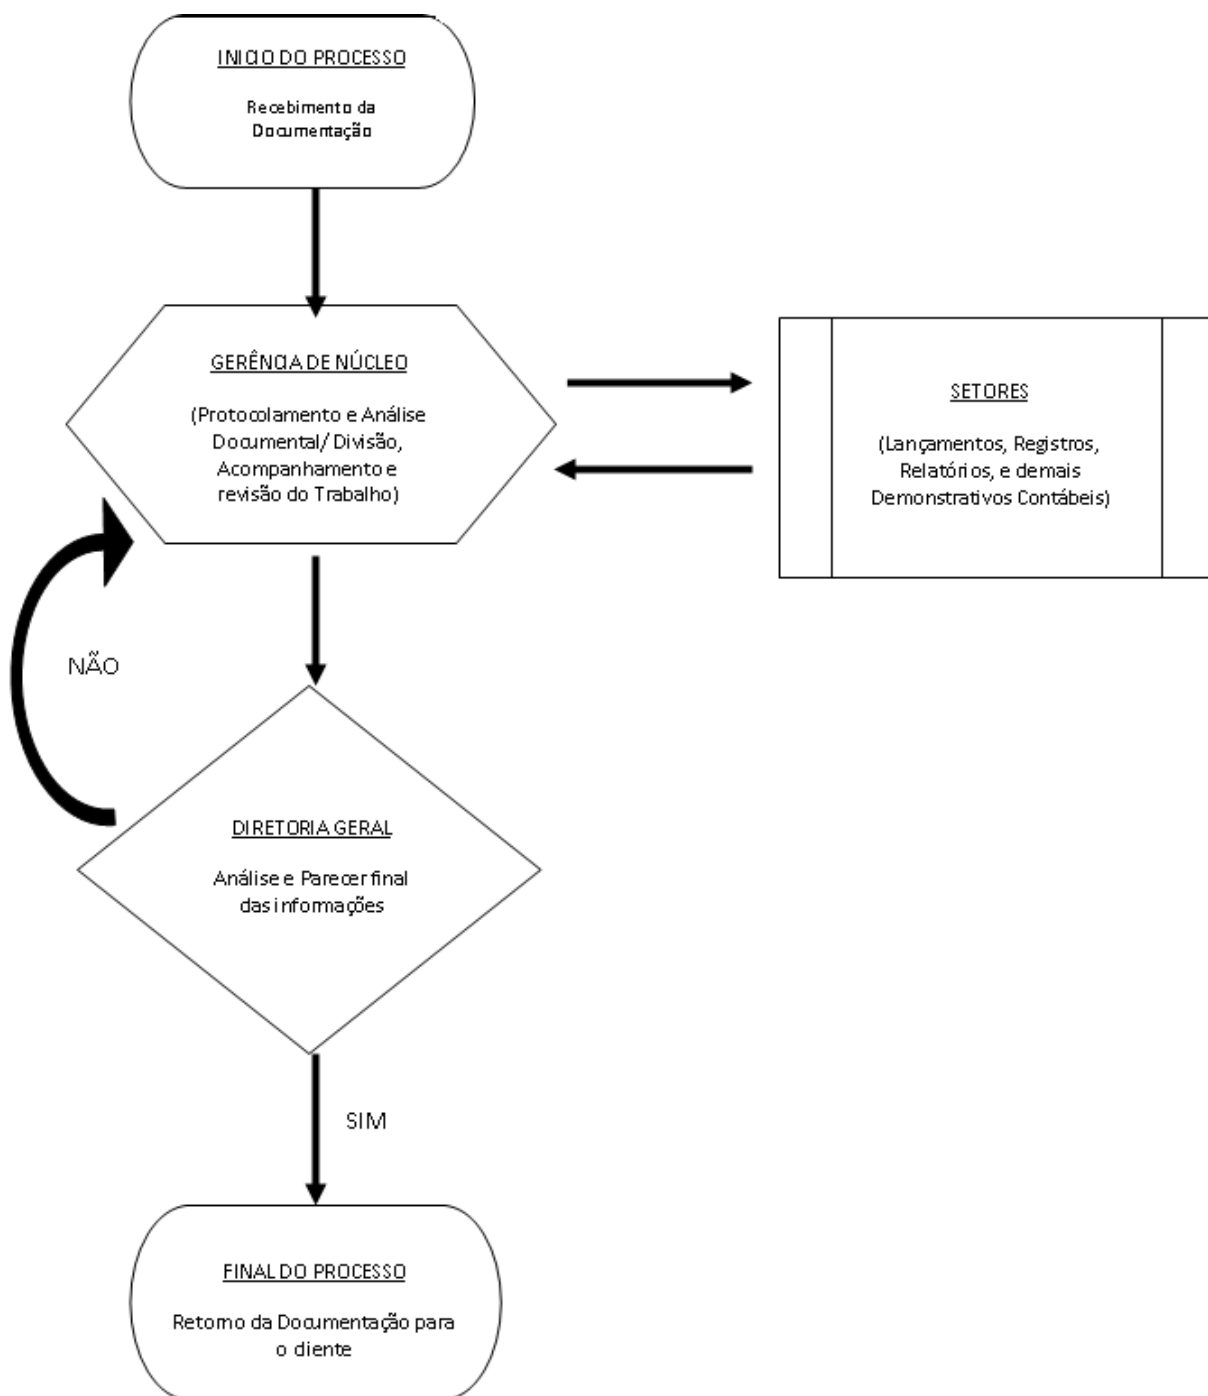 INICIO DO PROCESSO
Recebimento da
Documentação
GERÊNCIA DE NÚCLEO
(Protocolamento e Análise
Documental/ Divisão,
Acompanhamento e
revisão do Trabalho)
SETORES
(Lançamentos, Registros,
Relatórios, e demais
Demonstrativos Contábeis)
NÃO
DIRETORIA GERAL
Análise e Parecer final
das informações
SIM
FINAL DO PROCESSO
Retorno da Documentação para
o cliente